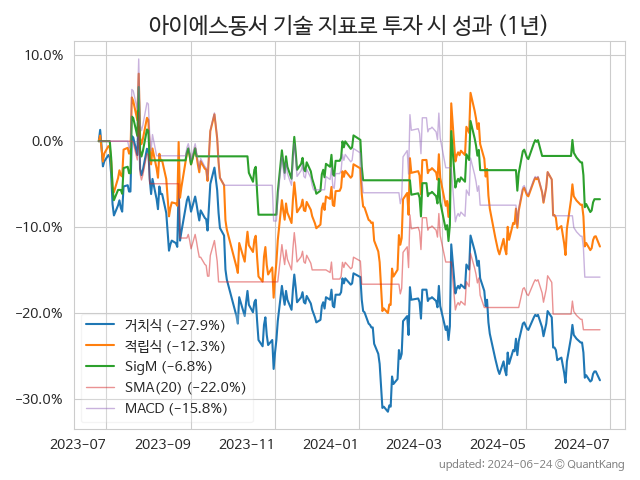 아이에스동서 기술 지표로 투자 시 성과 (1년)
10.0%
0.0%
−10.0%
−20.0%
−30.0%
거치식 (−27.9%)
적립식 (−12.3%)
SigM (−6.8%)
SMA(20) (−22.0%)
MACD (−15.8%)
2023−07 2023−09 2023−11 2024−01 2024−03 2024−05 2024−07
updated: 2024−06−24 © QuantKang